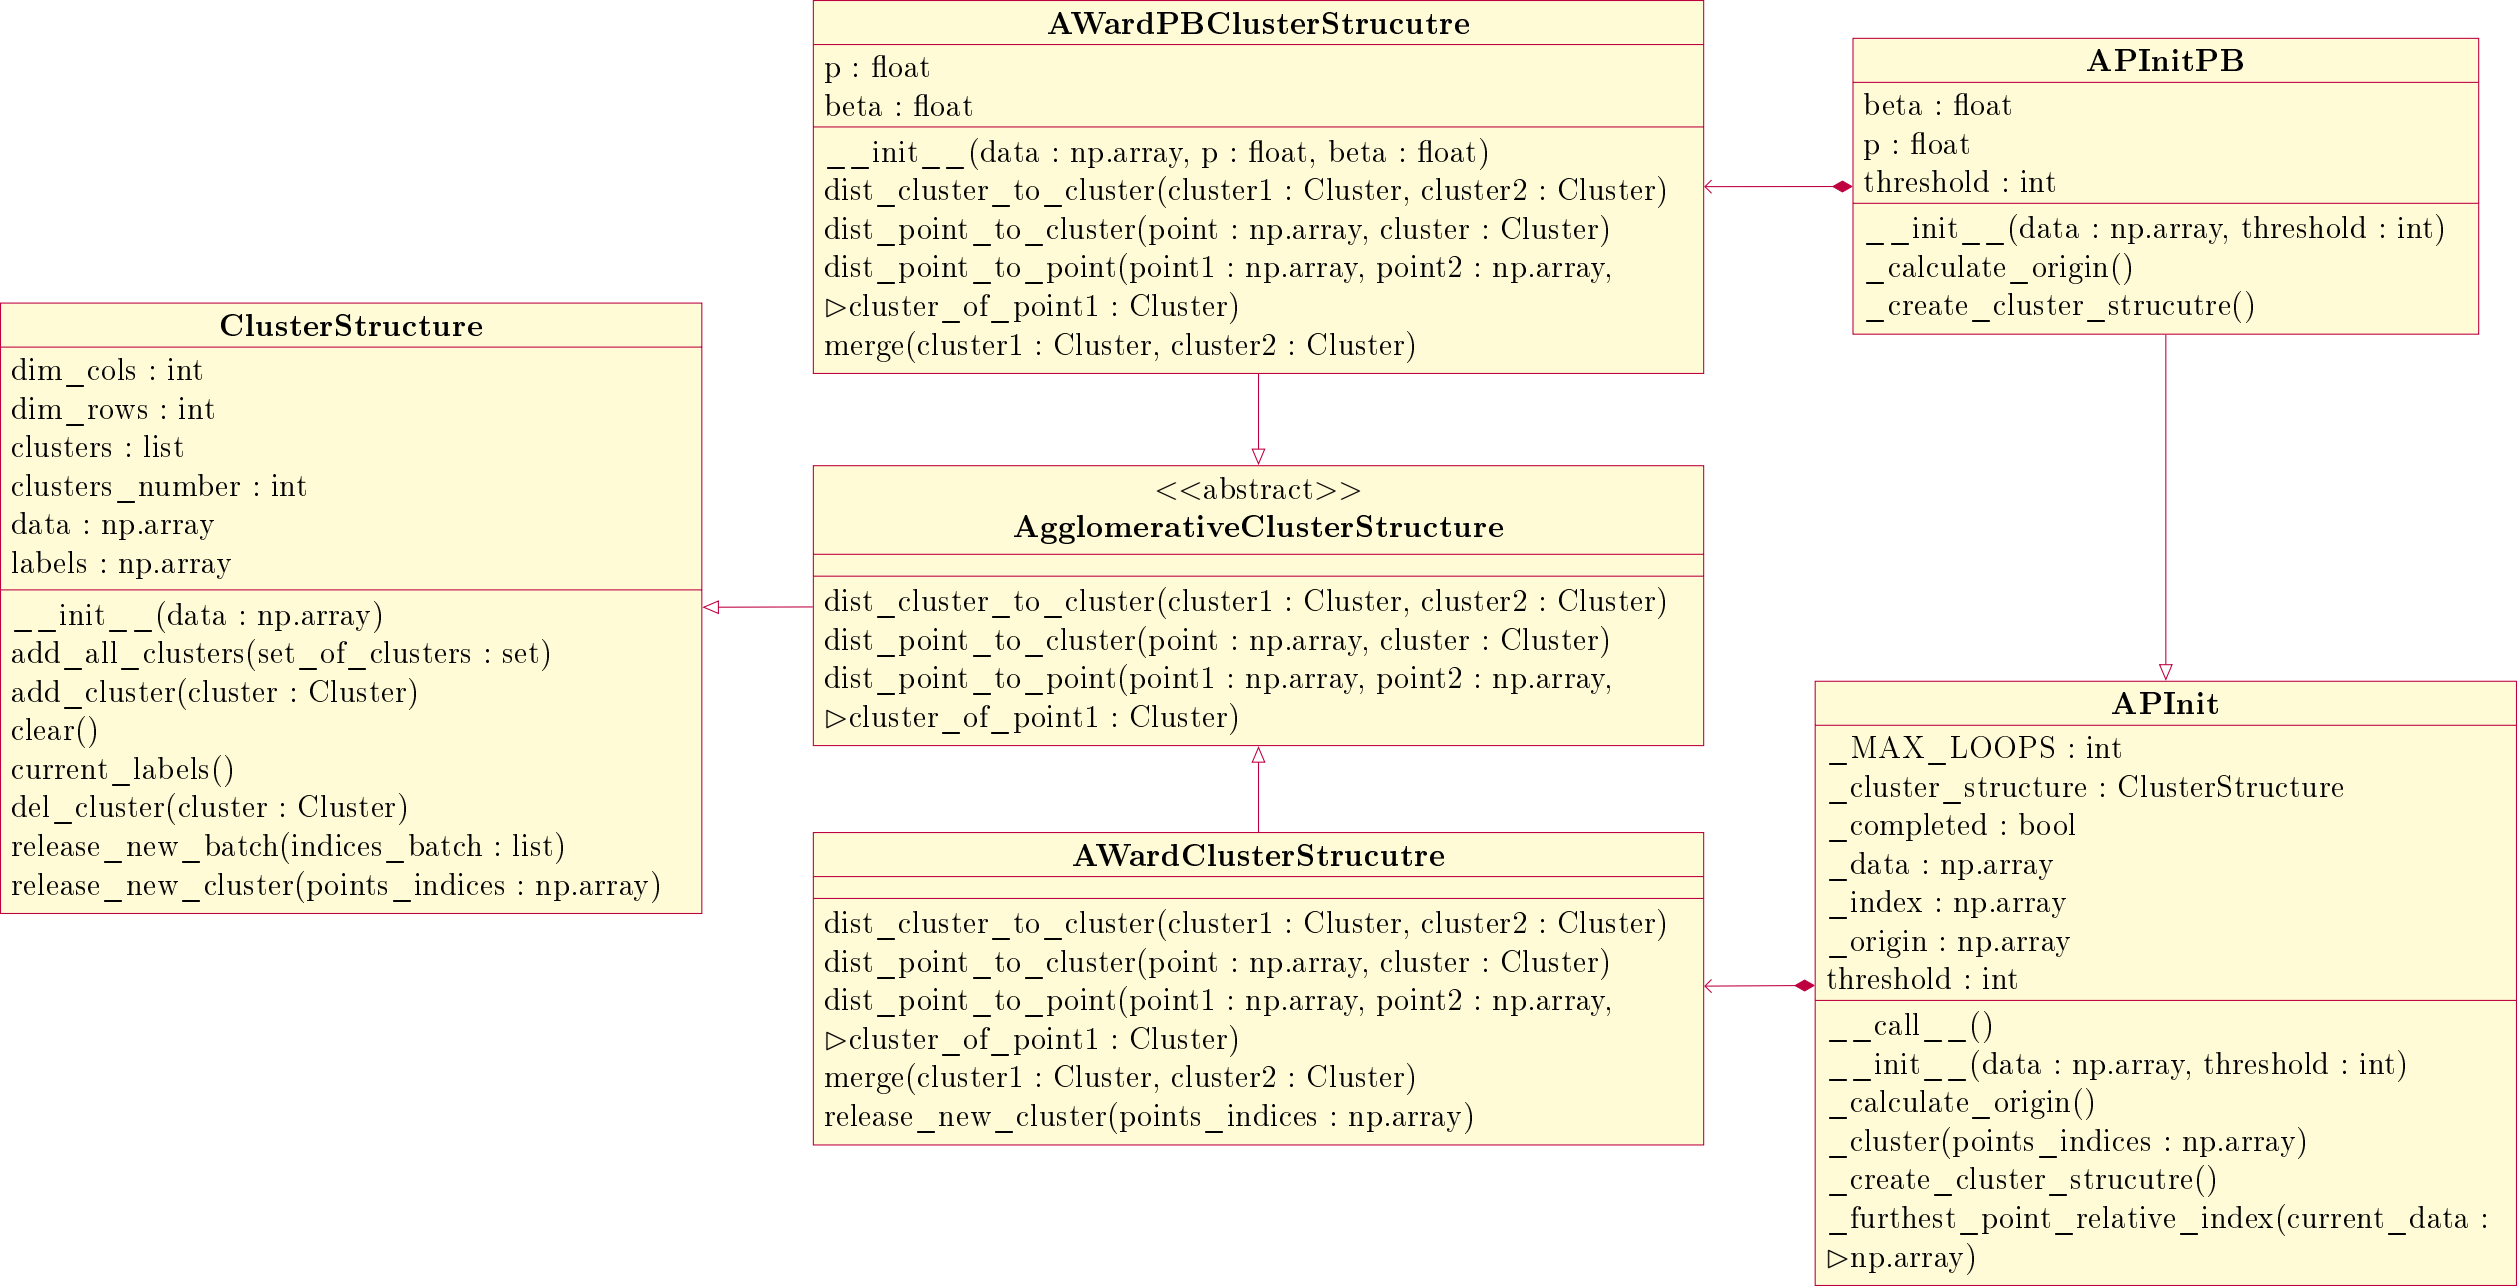 AWardPBClusterStrucutre
p : float
beta : float
__init__(data : np.array, p : float, beta : float)
dist_cluster_to_cluster(cluster1 : Cluster, cluster2 : Cluster)
dist_point_to_cluster(point : np.array, cluster : Cluster)
dist_point_to_point(point1 : np.array, point2 : np.array,
▷cluster_of_point1 : Cluster)
merge(cluster1 : Cluster, cluster2 : Cluster)
APInitPB
beta : float
p : float
threshold : int
__init__(data : np.array, threshold : int)
_calculate_origin()
_create_cluster_strucutre()
ClusterStructure
dim_cols : int
dim_rows : int
clusters : list
clusters_number : int
data : np.array
labels : np.array
__init__(data : np.array)
add_all_clusters(set_of_clusters : set)
add_cluster(cluster : Cluster)
clear()
current_labels()
del_cluster(cluster : Cluster)
release_new_batch(indices_batch : list)
release_new_cluster(points_indices : np.array)
<<abstract>>
AgglomerativeClusterStructure
dist_cluster_to_cluster(cluster1 : Cluster, cluster2 : Cluster)
dist_point_to_cluster(point : np.array, cluster : Cluster)
dist_point_to_point(point1 : np.array, point2 : np.array,
▷cluster_of_point1 : Cluster)
AWardClusterStrucutre
dist_cluster_to_cluster(cluster1 : Cluster, cluster2 : Cluster)
dist_point_to_cluster(point : np.array, cluster : Cluster)
dist_point_to_point(point1 : np.array, point2 : np.array,
▷cluster_of_point1 : Cluster)
merge(cluster1 : Cluster, cluster2 : Cluster)
release_new_cluster(points_indices : np.array)
APInit
_MAX_LOOPS : int
_cluster_structure : ClusterStructure
_completed : bool
_data : np.array
_index : np.array
_origin : np.array
threshold : int
__call__()
__init__(data : np.array, threshold : int)
_calculate_origin()
_cluster(points_indices : np.array)
_create_cluster_strucutre()
_furthest_point_relative_index(current_data :
▷np.array)